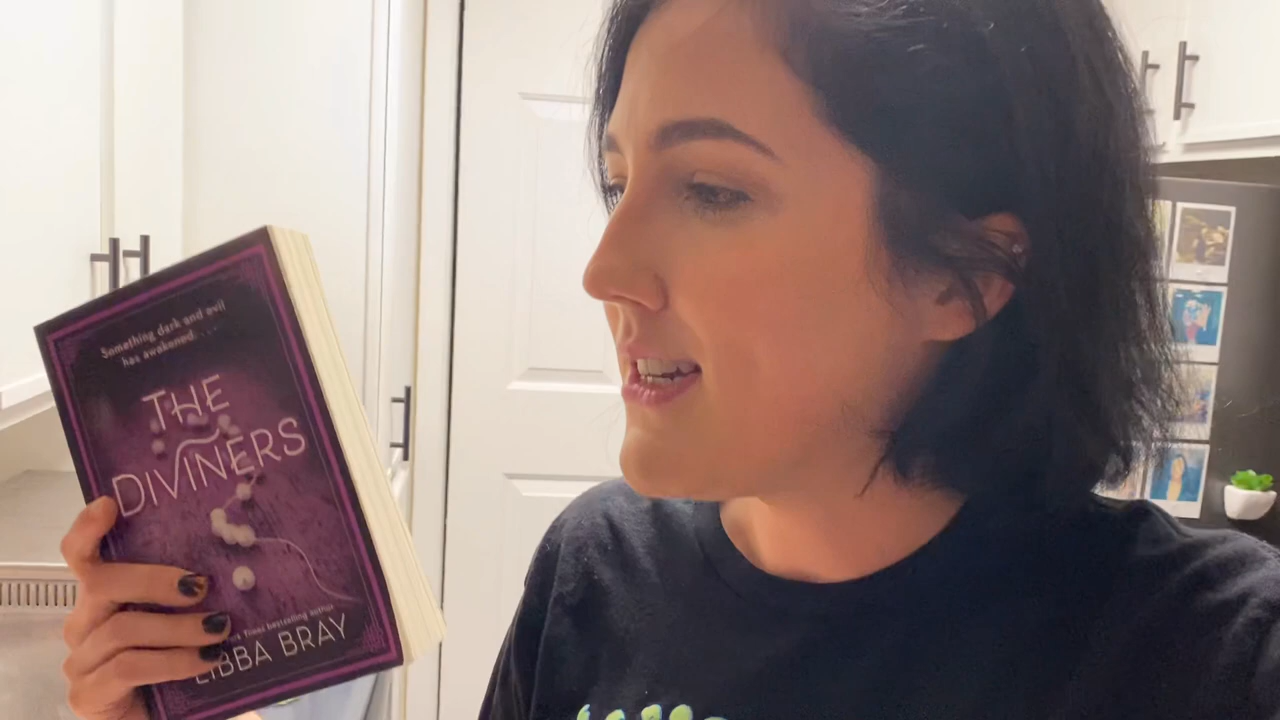 Something dark and evil
has awakened. . . .
THE
DIVINERS
Times bestselling author
LIBBA BRAY